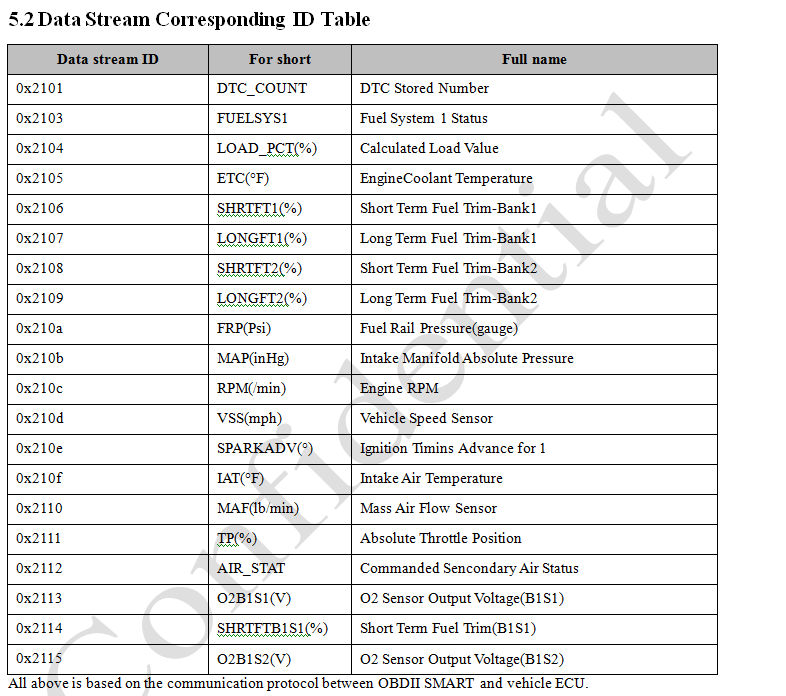 5.2 Data Stream Corresponding ID Table
Data stream ID For short Full name
0x2101 DTC_COUNT DTC Stored Number
0x2103 FUELSYS1 Fuel System 1 Status
0x2104 LOAD_PCT(%) Calculated Load Value
0x2105 ETC(°F) EngineCoolant Temperature
0x2106 SHRTFT1(%) Short Term Fuel Trim-Bank1
0x2107 LONGFT1(%) Long Term Fuel Trim-Bank1
0x2108 SHRTFT2(%) Short Term Fuel Trim-Bank2
0x2109 LONGFT2(%) Long Term Fuel Trim-Bank2
0x210a FRP(Psi) Fuel Rail Pressure(gauge)
0x210b MAP(inHg) Intake Manifold Absolute Pressure
0x210c RPM(/min) Engine RPM
0x210d VSS(mph) Vehicle Speed Sensor
0x210e SPARKADV(°) Ignition Timins Advance for 1
0x210f IAT(°F) Intake Air Temperature
0x2110 MAF(lb/min) Mass Air Flow Sensor
0x2111 TP(%) Absolute Throttle Position
0x2112 AIR_STAT Commanded Sencondary Air Status
0x2113 O2B1S1(V) O2 Sensor Output Voltage(B1S1)
0x2114 SHRTFTB1S1(%) Short Term Fuel Trim(B1S1)
0x2115 O2B1S2(V) O2 Sensor Output Voltage(B1S2)
All above is based on the communication protocol between OBDII SMART and vehicle ECU.
Confidential